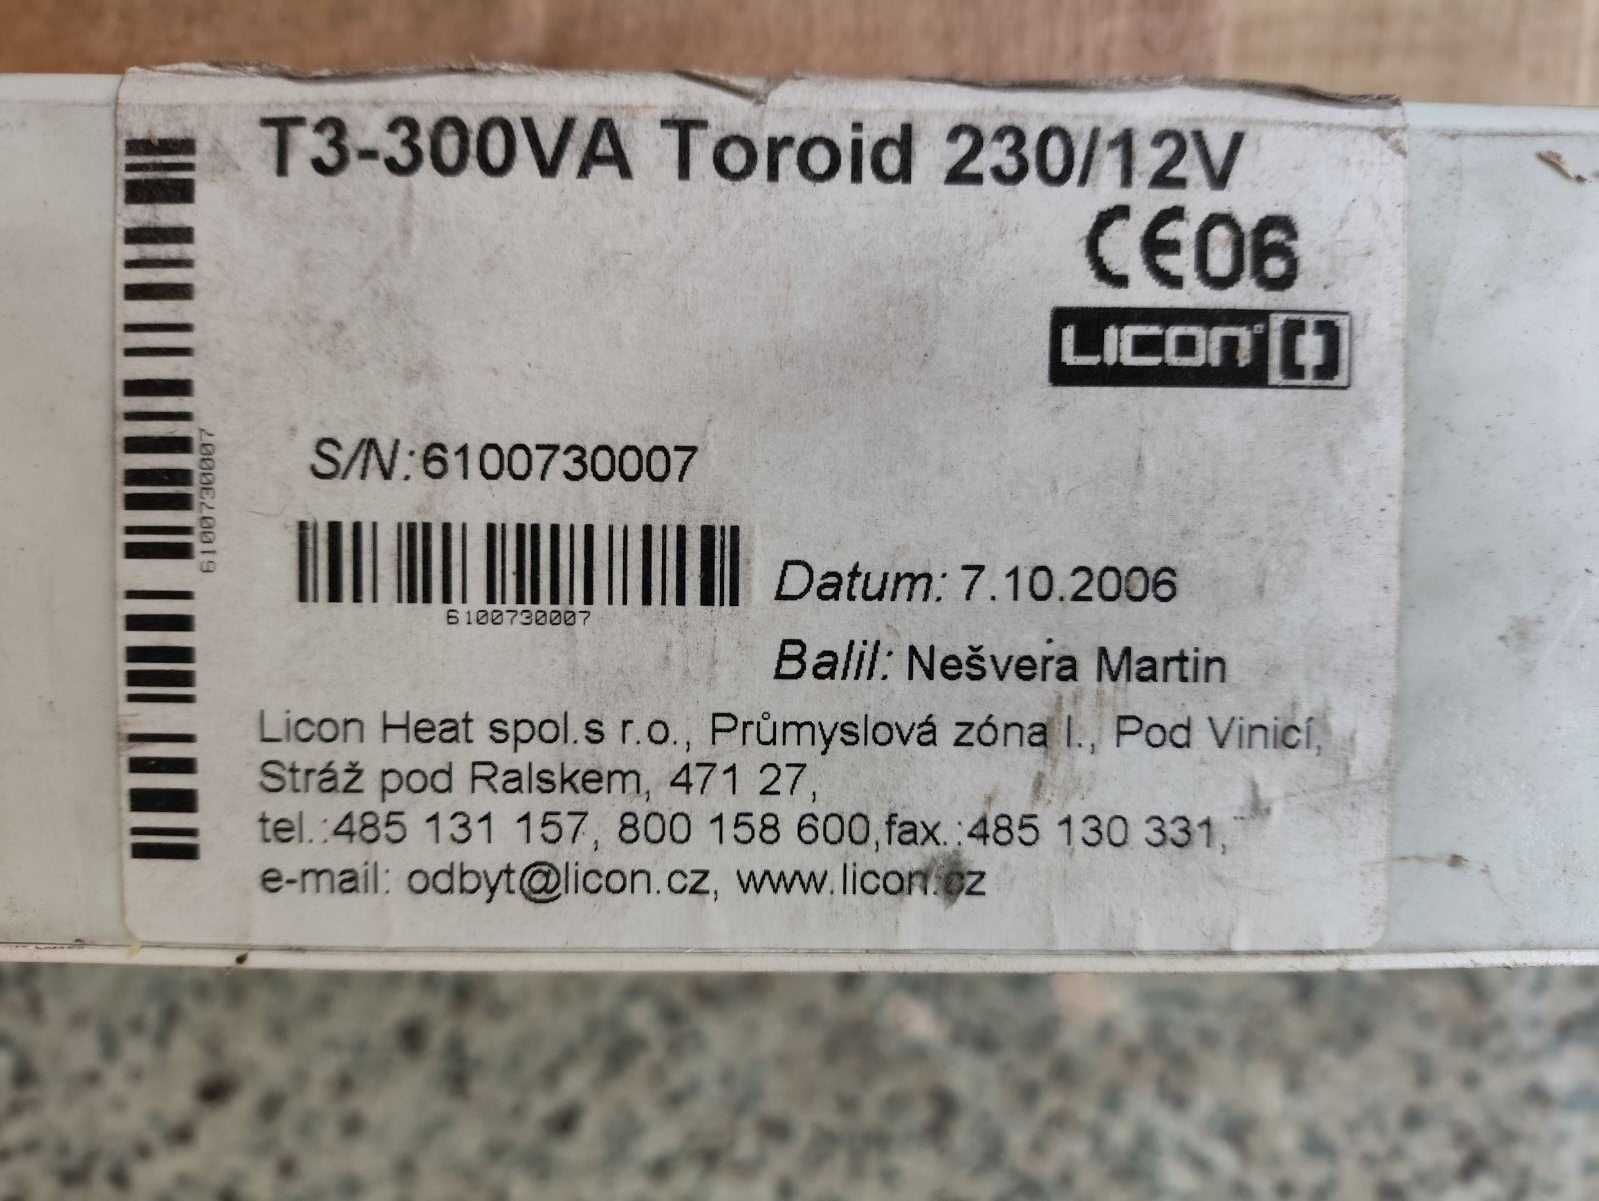 T3-300VA Toroid 230/12V
CE06
LICON
6100730007
S/N:6100730007
6100730007
Datum: 7.10.2006
Balil: Nešvera Martin
Licon Heat spol.s r.o., Průmyslová zóna I., Pod Vinicí,
Stráž pod Ralskem, 471 27,
tel.:485 131 157, 800 158 600,fax.:485 130 331,
e-mail: odbyt@licon.cz, www.licon.cz